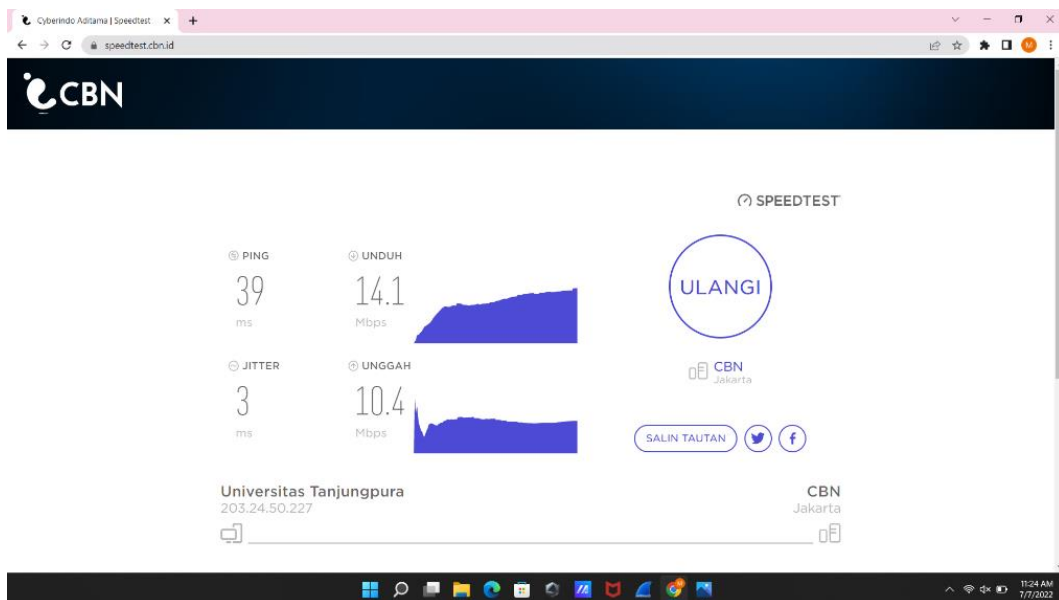 Cyberindo Aditama | Speedtest
speedtest.cbn.id
M
CBN
SPEEDTEST
PING
39
ms
UNDUH
14.1
Mbps
ULANGI
JITTER
3
ms
UNGGAH
10.4
Mbps
CBN
Jakarta
SALIN TAUTAN
Universitas Tanjungpura
203.24.50.227
CBN
Jakarta
11:24 AM
7/7/2022